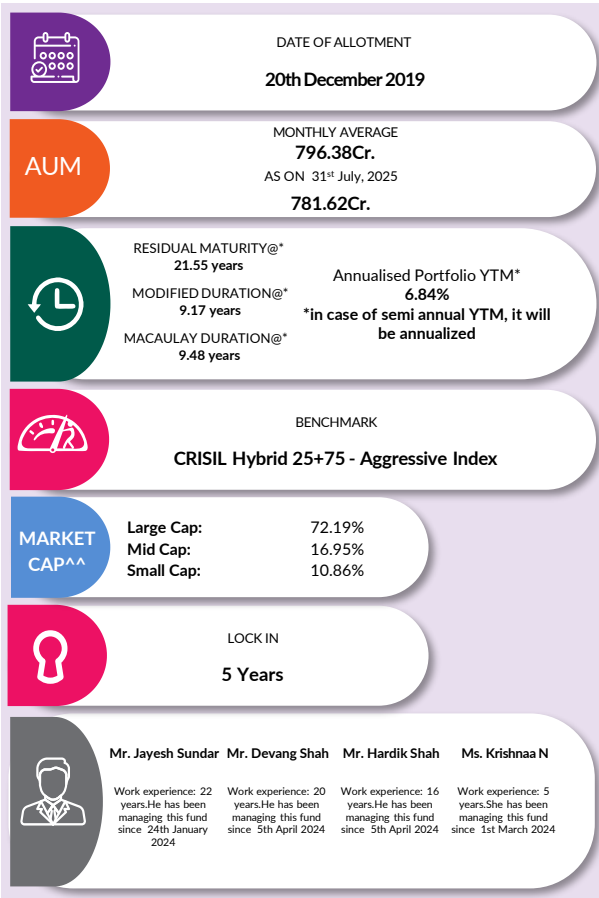 DATE OF ALLOTMENT
20th December 2019
AUM
MONTHLY AVERAGE
796.38Cr.
AS ON 31st July, 2025
781.62Cr.
RESIDUAL MATURITY@*
21.55 years
MODIFIED DURATION@*
9.17 years
MACAULAY DURATION@*
9.48 years
Annualised Portfolio YTM*
6.84%
*in case of semi annual YTM, it will
be annualized
BENCHMARK
CRISIL Hybrid 25+75 - Aggressive Index
MARKET
CAP^^
Large Cap: 72.19%
Mid Cap: 16.95%
Small Cap: 10.86%
LOCK IN
5 Years
Mr. Jayesh Sundar
Work experience: 22
years.He has been
managing this fund
since 24th January
2024
Mr. Devang Shah
Work experience: 20
years.He has been
managing this fund
since 5th April 2024
Mr. Hardik Shah
Work experience: 16
years.He has been
managing this fund
since 5th April 2024
Ms. Krishnaa N
Work experience: 5
years.She has been
managing this fund
since 1st March 2024